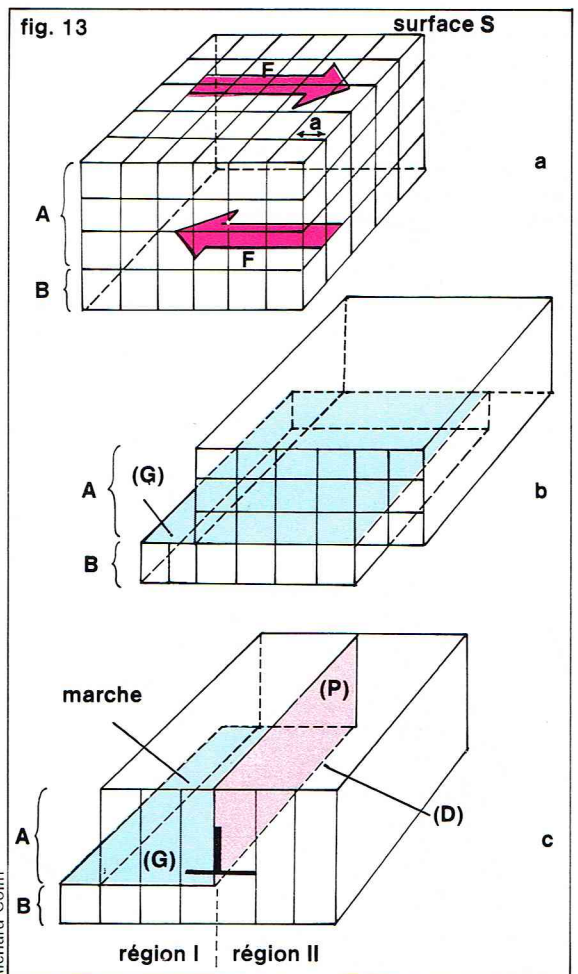 fig. 13
surface S
F
a
a
A
F
B
A
(G)
b
B
marche
(P)
A
(D)
(G)
c
B
région I
région II